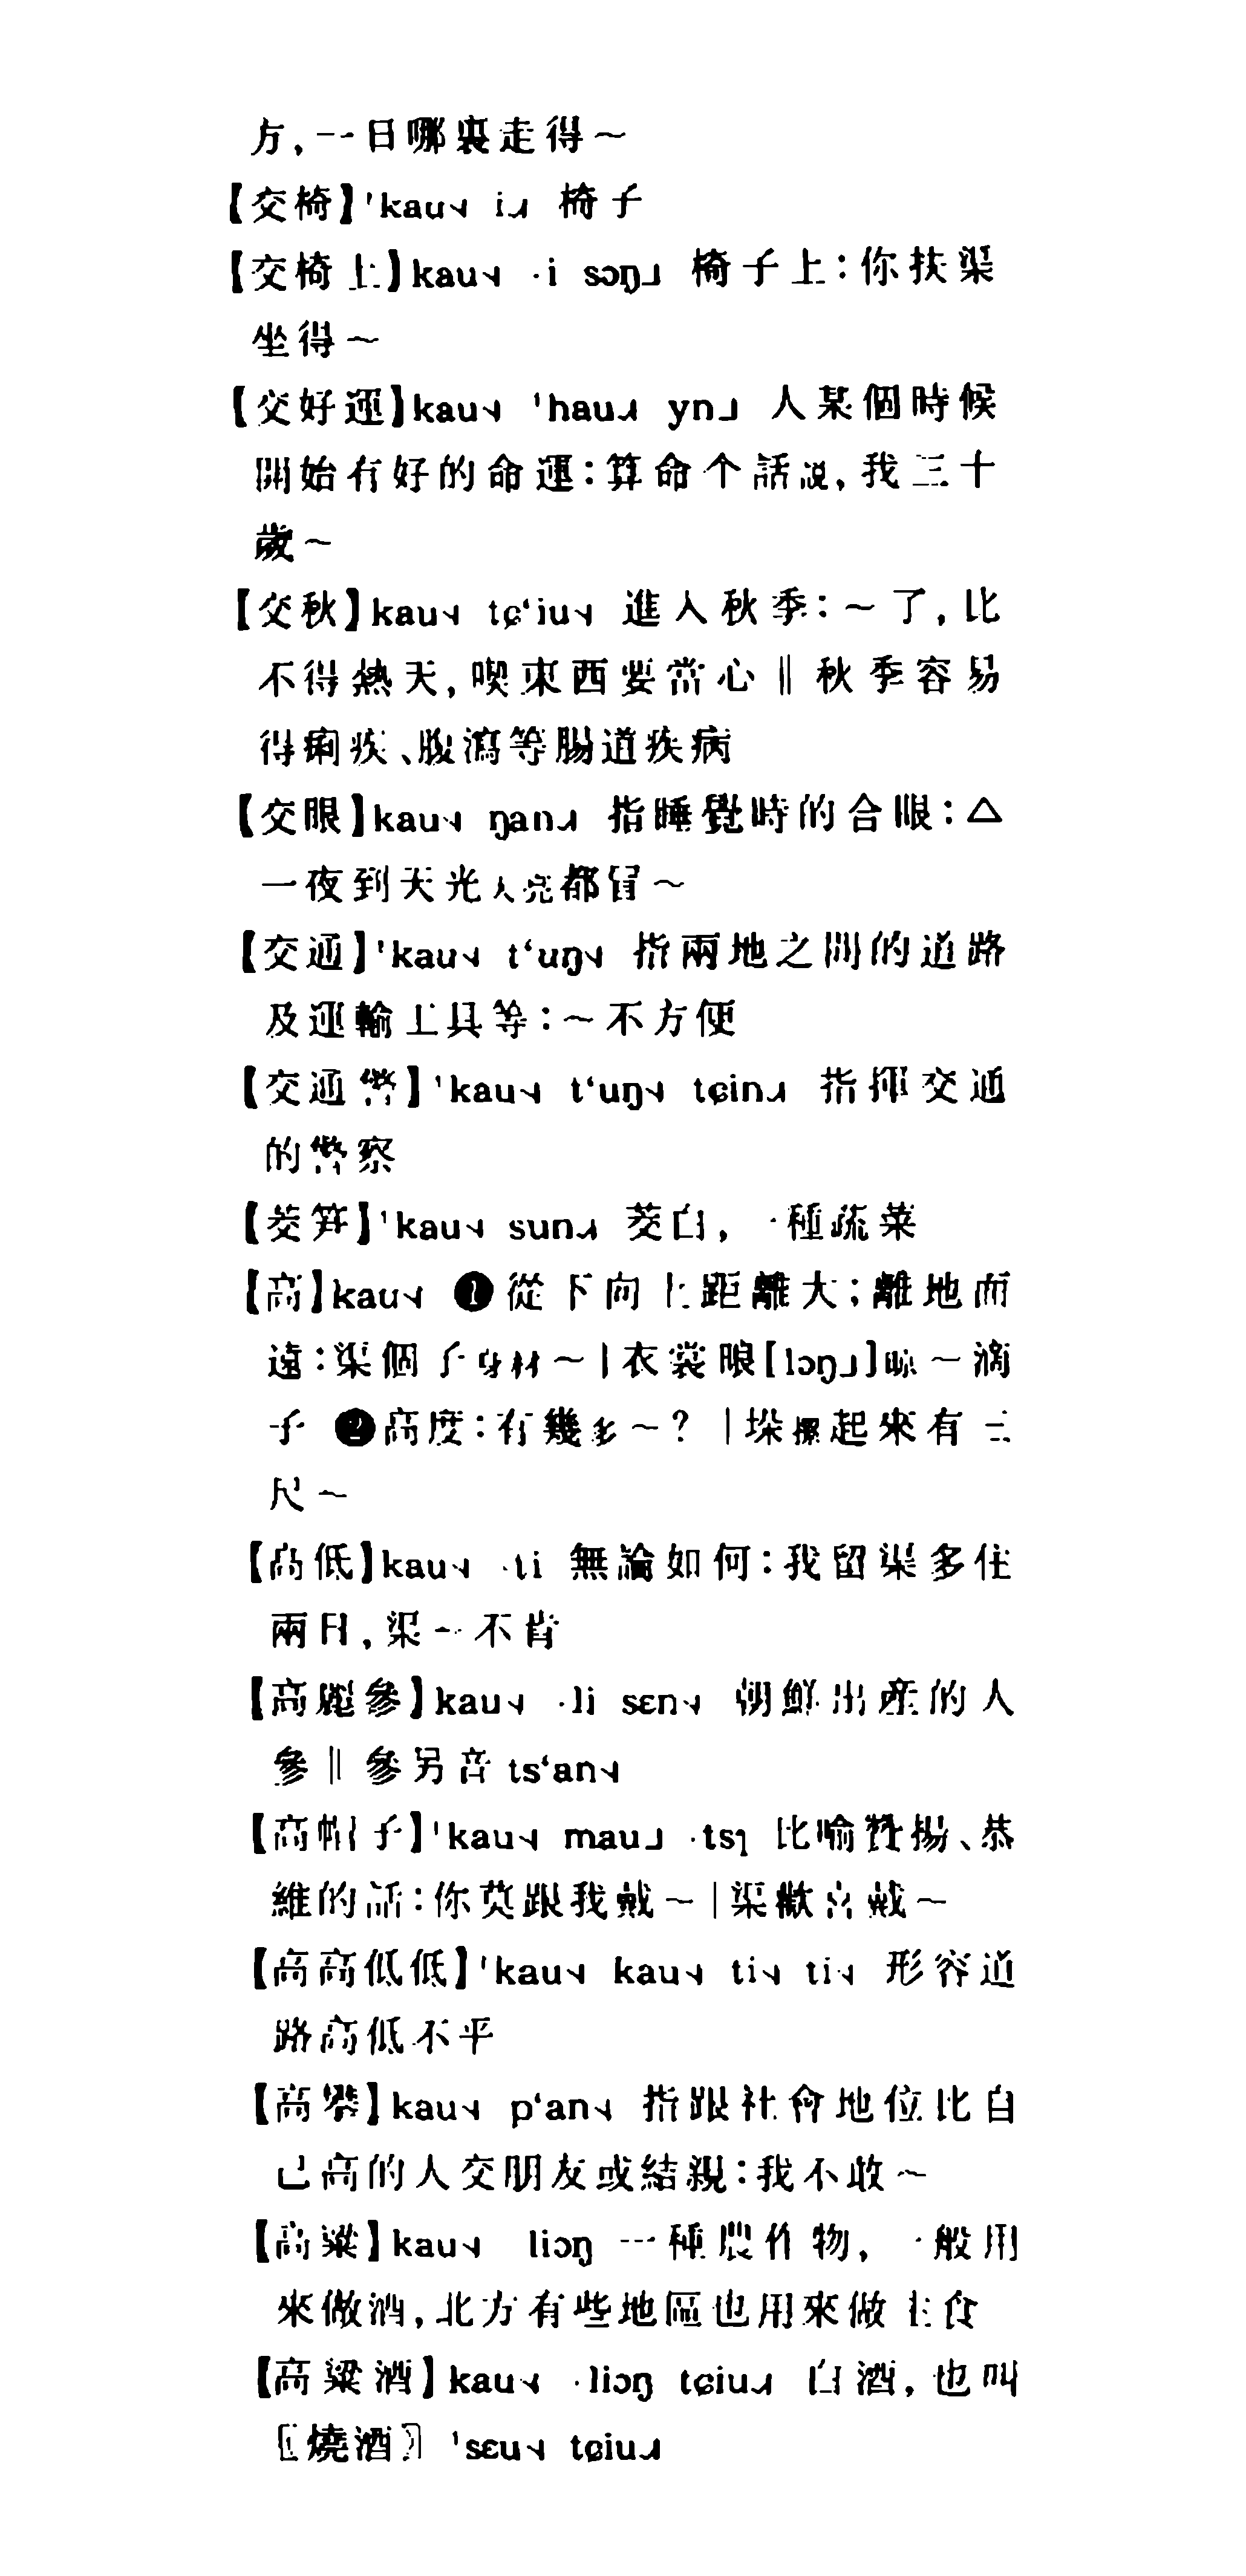 方,一日哪裏走得~
【交椅】ˈkau˧˩ i˩˧ 椅子
【交椅上】kau˧˩ ·i sɔŋ˩ 椅子上:你扶渠
坐得~
【交好運】kau˧˩ ˈhau˩˧ yn˩ 人某個時候
開始有好的命運:算命个話説,我三十
歲~
【交秋】kau˧˩ tɕ‘iu˧˩ 進入秋季:~了,比
不得熱天,喫東西要當心‖秋季容易
得痢疾、腹瀉等腸道疾病
【交眼】kau˧˩ ŋan˩˧ 指睡覺時的合眼:△
一夜到天光天亮都冒~
【交通】ˈkau˧˩ t‘uŋ˧˩ 指兩地之間的道路
及運輸工具等:~不方便
【交通警】ˈkau˧˩ t‘uŋ˧˩ tɕin˩˧ 指揮交通
的警察
【茭笋】ˈkau˧˩ sun˩˧ 茭白,一種蔬菜
【高】kau˧˩ ❶從下向上距離大;離地面
遠:渠個子身材~|衣裳㫰[lɔŋ˩]晾~滴
子 ❷高度:有幾多~?|垛摞起來有三
尺~
【高低】kau˧˩ ·ti 無論如何:我留渠多住
兩日,渠~不肯
【高麗參】kau˧˩ ·li sɛn˧˩ 朝鮮出產的人
參‖參另音ts‘an˧˩
【高帽子】ˈkau˧˩ mau˩ ·tsɿ 比喻贊揚、恭
維的話:你莫跟我戴~|渠歡喜戴~
【高高低低】ˈkau˧˩ kau˧˩ ti˧˩ ti˧˩ 形容道
路高低不平
【高攀】kau˧˩ p‘an˧˩ 指跟社會地位比自
己高的人交朋友或結親:我不敢~
【高粱】kau˧˩ liɔŋ 一種農作物,一般用
來做酒,北方有些地區也用來做主食
【高粱酒】kau˧˩ ·liɔŋ tɕiu˩˧ 白酒,也叫
〖燒酒〗ˈsɛu˧˩ tɕiu˩˧